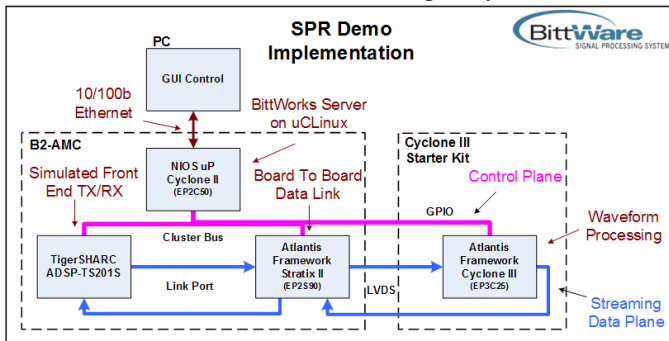 SPR Demo
Implementation
BittWare
SIGNAL PROCESSING SYSTEMS
PC
GUI Control
10/100b
Ethernet
BittWorks Server
on uCLinux
B2-AMC
Cyclone III
Starter Kit
NIOS uP
Cyclone II
(EP2C50)
Simulated Front
End TX/RX
Board To Board
Data Link
Control Plane
GPIO
Cluster Bus
Waveform
Processing
TigerSHARC
ADSP-TS201S
Link Port
Atlantis
Framework
Stratix II
(EP2S90)
LVDS
Atlantis
Framework
Cyclone III
(EP3C25)
Streaming
Data Plane